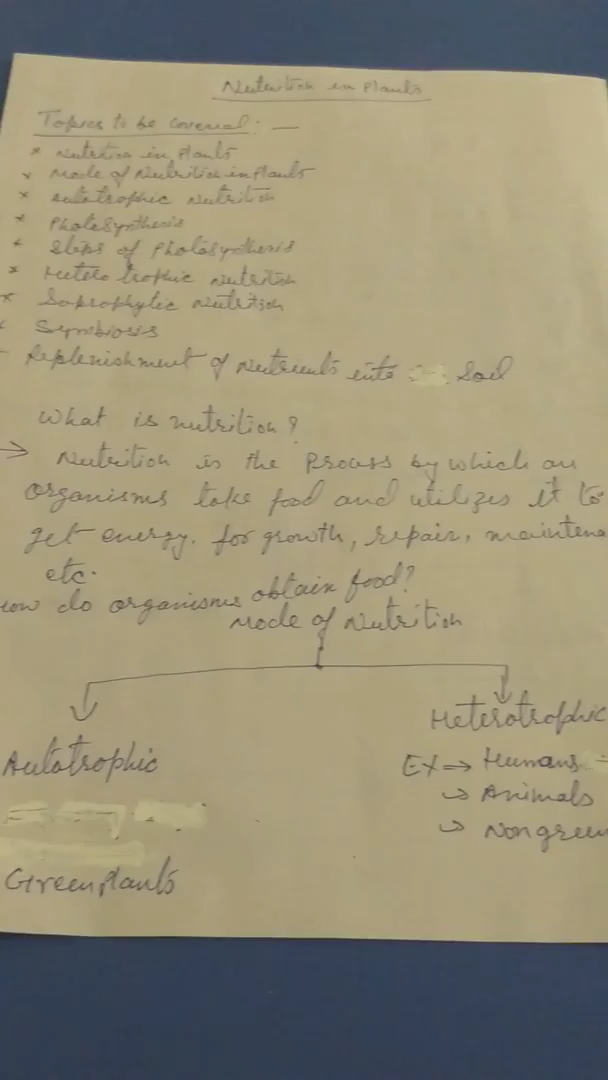 Nutrition in Plants
Topics to be covered: —
× Nutrition in Plants
× Mode of Nutrition in Plants
× Autotrophic Nutrition
× Photosynthesis
× Steps of Photosynthesis
× Heterotrophic Nutrition
× Saprophytic Nutrition
× Symbiosis
- Replenishment of Nutrients into Soil
What is nutrition?
→ Nutrition is the Process by which an
organisms take food and utilizes it to
get energy. for growth, repair, maintena
etc.
How do organisms obtain food?
Mode of Nutrition
Autotrophic
Heterotrophic
Ex ⇒ Humans
→ Animals
→ Non green
Green Plants